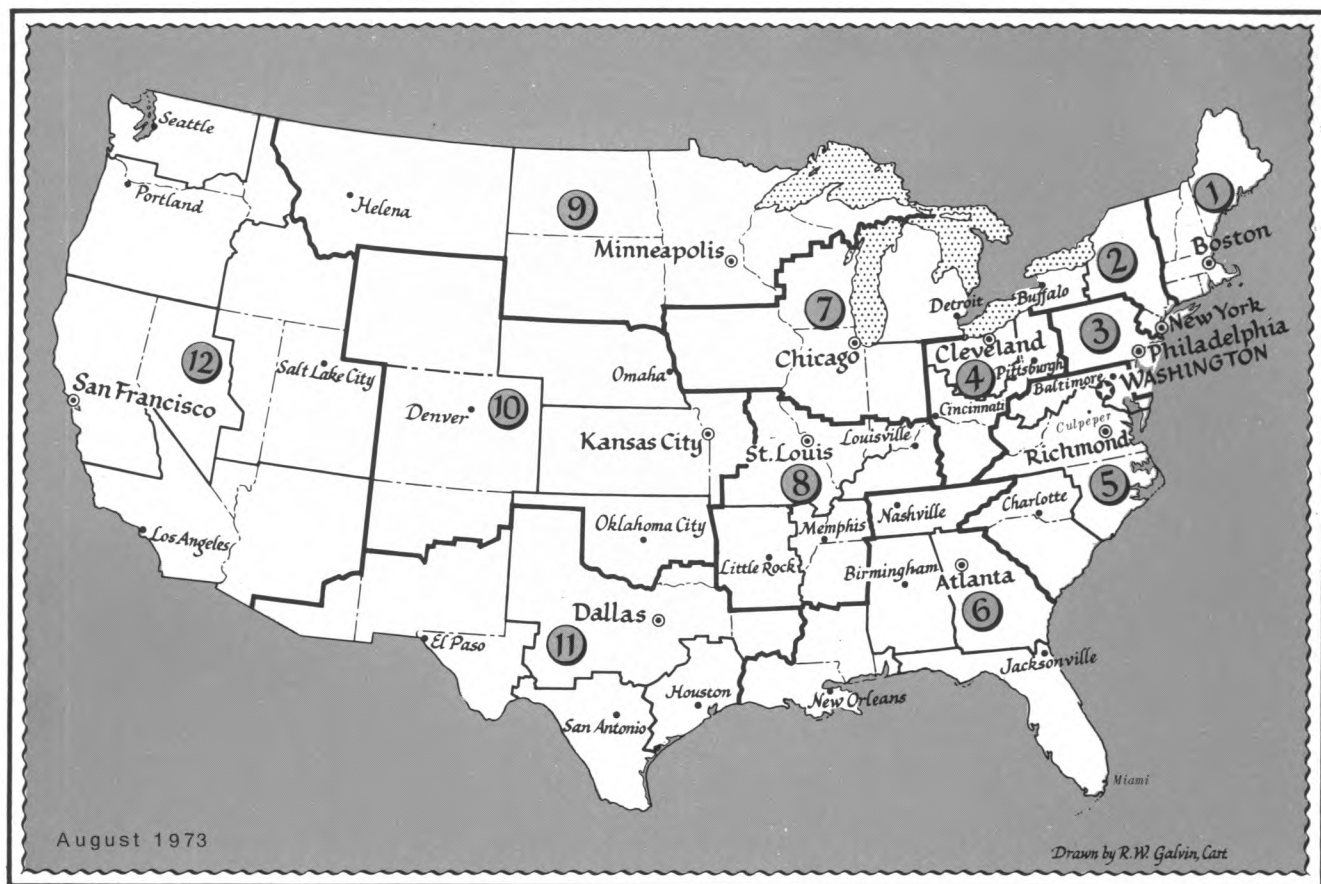 Seattle
Portland
Helena
9
Minneapolis
1
Boston
2
Buffalo
Detroit
7
Chicago
3
New York
Philadelphia
Cleveland
4
Pittsburgh
Baltimore
WASHINGTON
Cincinnati
Culpeper
Richmond
5
12
San Francisco
Salt Lake City
Omaha
Denver
10
Kansas City
St. Louis
Louisville
8
Los Angeles
Oklahoma City
Memphis
Nashville
Charlotte
Little Rock
Birmingham
Atlanta
6
Dallas
11
El Paso
Houston
San Antonio
New Orleans
Jacksonville
Miami
August 1973
Drawn by R.W. Galvin, Cart.